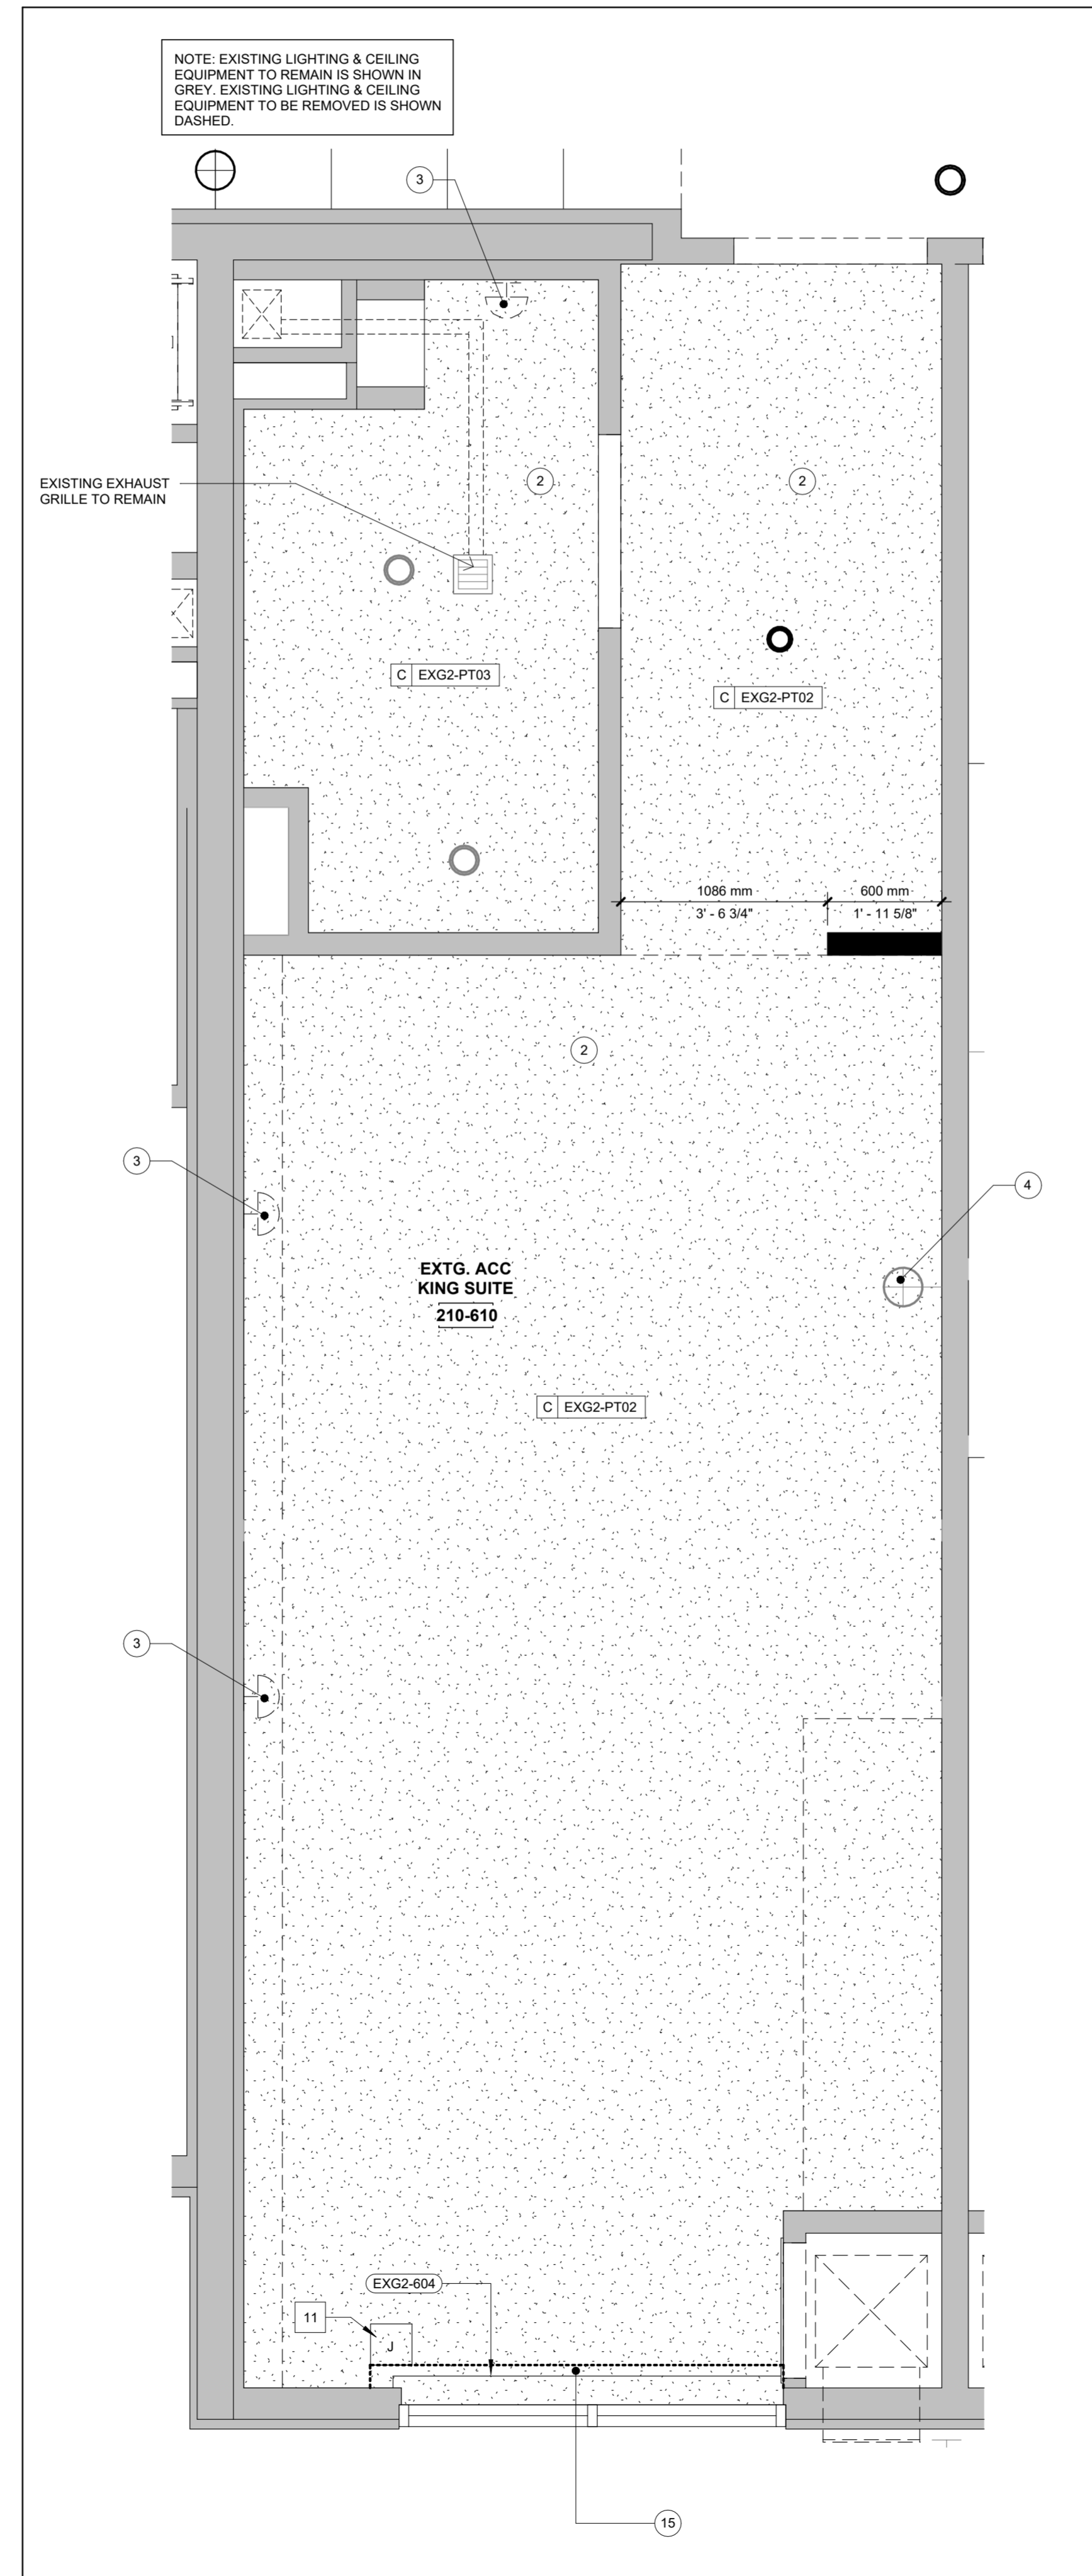 NOTE: EXISTING LIGHTING & CEILING
EQUIPMENT TO REMAIN IS SHOWN IN
GREY. EXISTING LIGHTING & CEILING
EQUIPMENT TO BE REMOVED IS SHOWN
DASHED.
3
EXISTING EXHAUST
GRILLE TO REMAIN
2
2
C EXG2-PT03
C EXG2-PT02
1086 mm
3' - 6 3/4"
600 mm
1' - 11 5/8"
2
3
4
EXTG. ACC
KING SUITE
210-610
C EXG2-PT02
3
EXG2-604
11
J
15